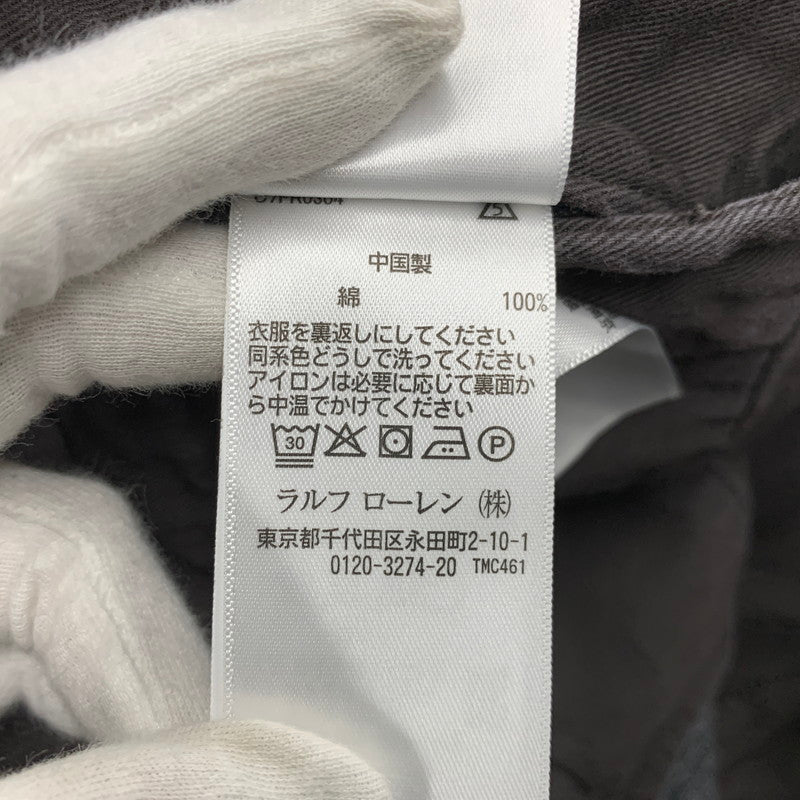 中国製
綿 100%
衣服を裏返しにしてください
同系色どうしで洗ってください
アイロンは必要に応じて裏面か
ら中温でかけてください
30 P
ラルフ ローレン (株)
東京都千代田区永田町2-10-1
0120-3274-20 TMC461